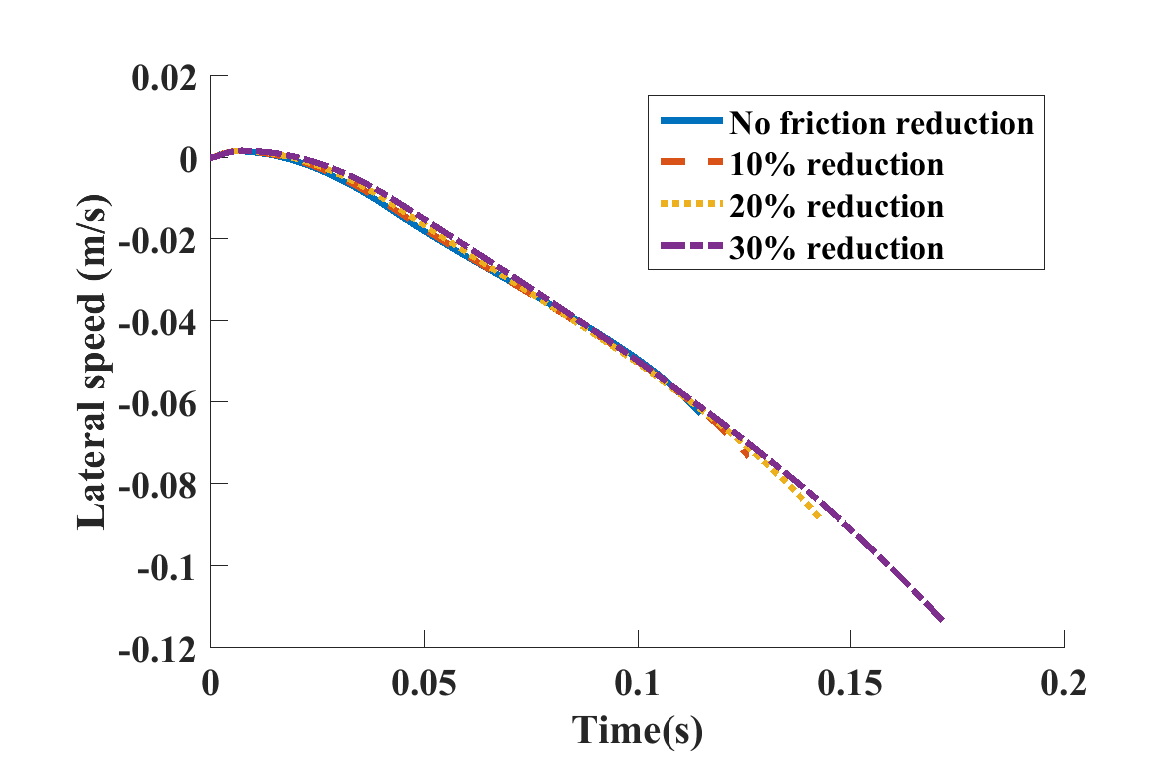 0.02
0
-0.02
-0.04
-0.06
-0.08
-0.1
-0.12
Lateral speed (m/s)
No friction reduction
10% reduction
20% reduction
30% reduction
0 0.05 0.1 0.15 0.2
Time(s)